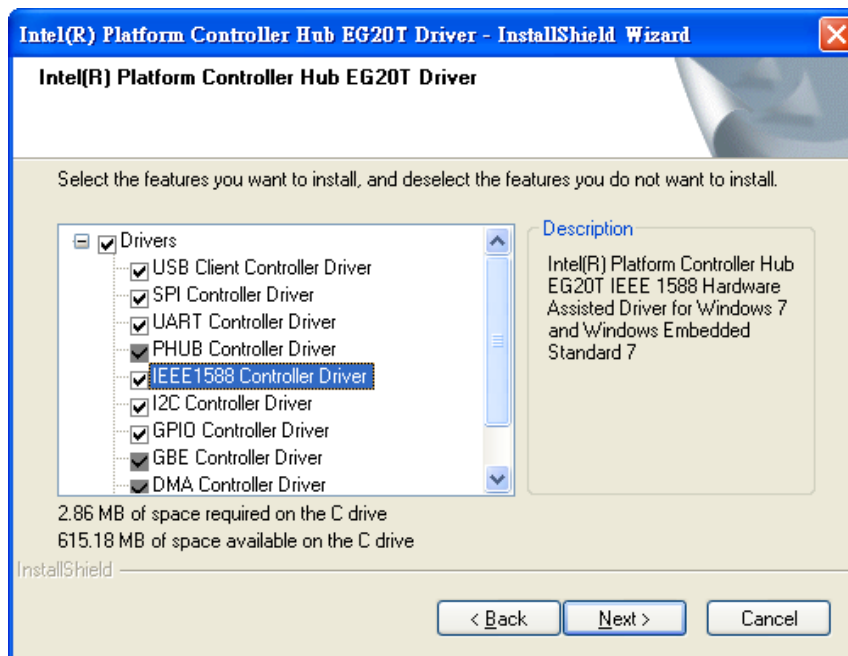 Intel(R) Platform Controller Hub EG20T Driver - InstallShield Wizard
Intel(R) Platform Controller Hub EG20T Driver
Select the features you want to install, and deselect the features you do not want to install.
Drivers
USB Client Controller Driver
SPI Controller Driver
UART Controller Driver
PHUB Controller Driver
IEEE1588 Controller Driver
I2C Controller Driver
GPIO Controller Driver
GBE Controller Driver
DMA Controller Driver
Description
Intel(R) Platform Controller Hub
EG20T IEEE 1588 Hardware
Assisted Driver for Windows 7
and Windows Embedded
Standard 7
2.86 MB of space required on the C drive
615.18 MB of space available on the C drive
InstallShield
< Back
Next >
Cancel